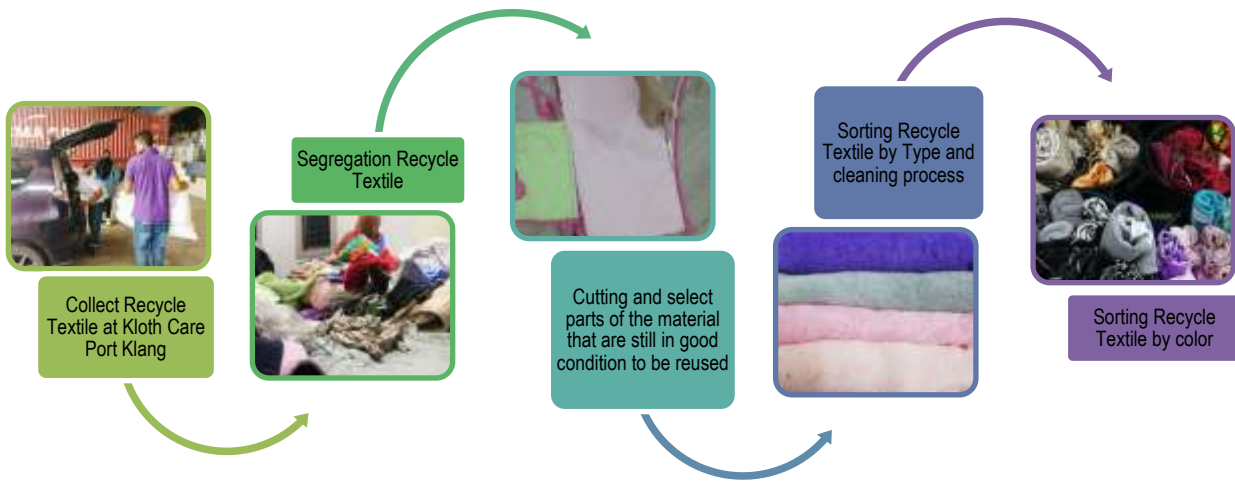 Collect Recycle
Textile at Kloth Care
Port Klang
Segregation Recycle
Textile
Cutting and select
parts of the material
that are still in good
condition to be reused
Sorting Recycle
Textile by Type and
cleaning process
Sorting Recycle
Textile by color